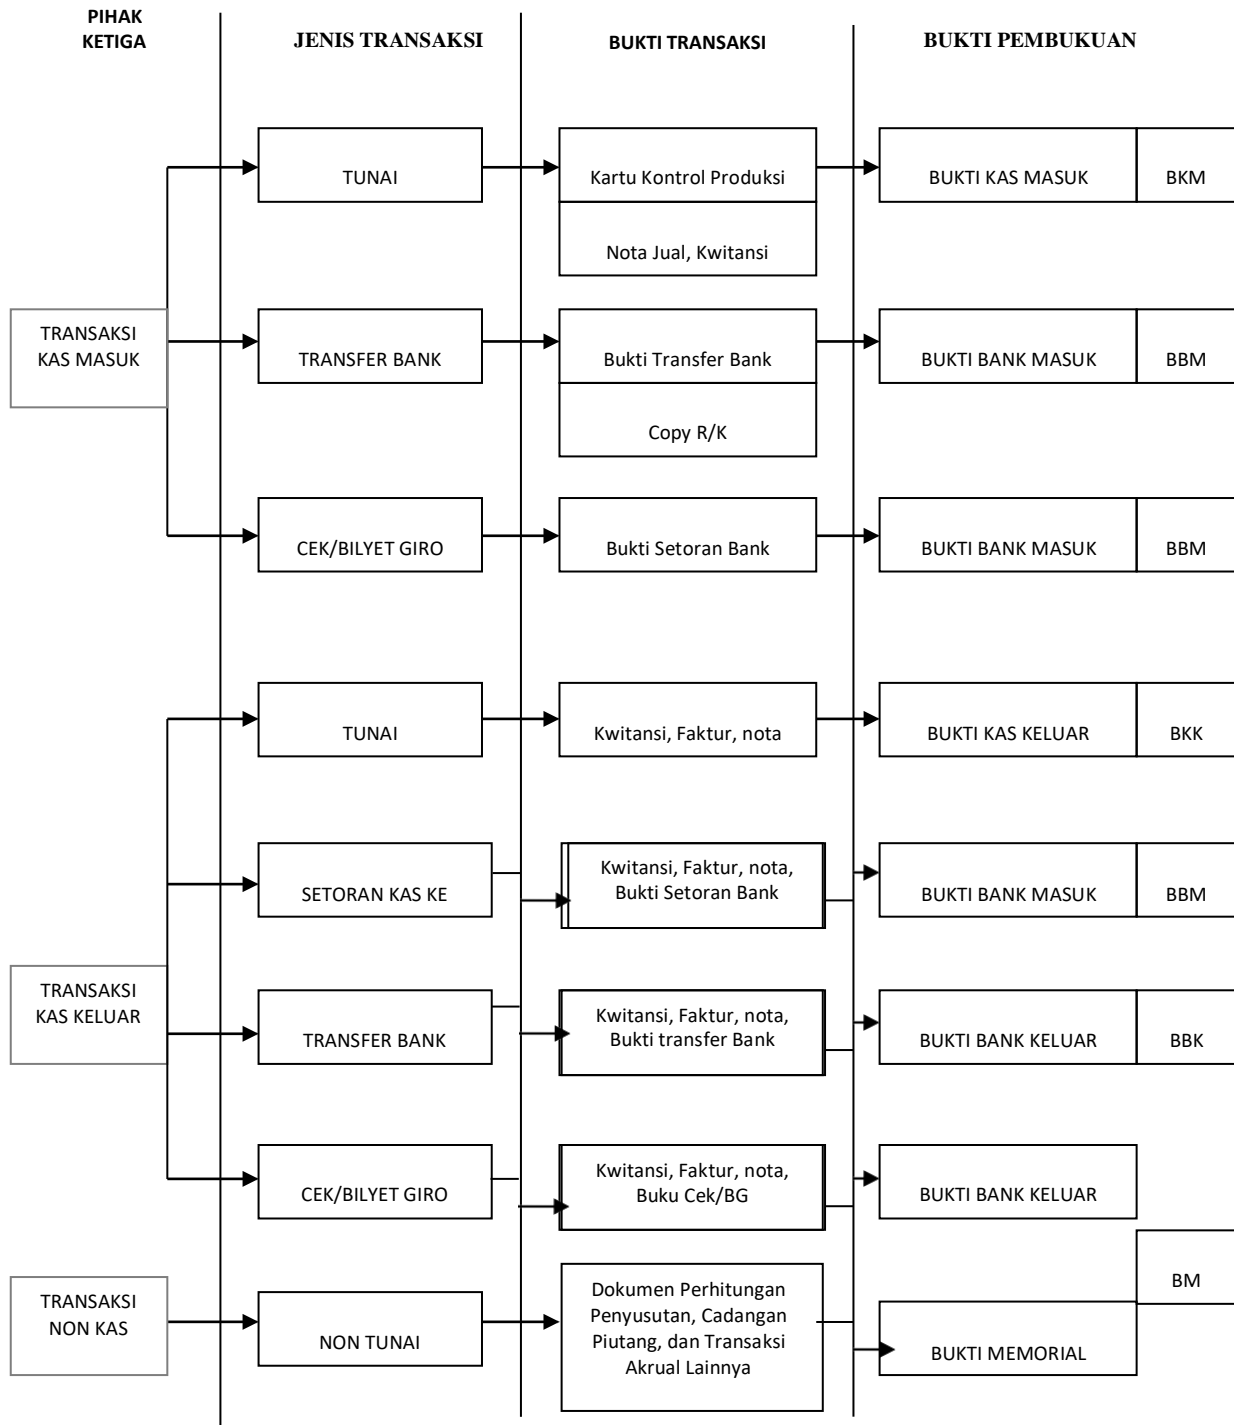 PIHAK
KETIGA
JENIS TRANSAKSI
BUKTI TRANSAKSI
BUKTI PEMBUKUAN
TUNAI
Kartu Kontrol Produksi
BUKTI KAS MASUK
BKM
Nota Jual, Kwitansi
TRANSAKSI
KAS MASUK
TRANSFER BANK
Bukti Transfer Bank
BUKTI BANK MASUK
BBM
Copy R/K
CEK/BILYET GIRO
Bukti Setoran Bank
BUKTI BANK MASUK
BBM
TUNAI
Kwitansi, Faktur, nota
BUKTI KAS KELUAR
BKK
SETORAN KAS KE
Kwitansi, Faktur, nota,
Bukti Setoran Bank
BUKTI BANK MASUK
BBM
TRANSAKSI
KAS KELUAR
TRANSFER BANK
Kwitansi, Faktur, nota,
Bukti transfer Bank
BUKTI BANK KELUAR
BBK
CEK/BILYET GIRO
Kwitansi, Faktur, nota,
Buku Cek/BG
BUKTI BANK KELUAR
TRANSAKSI
NON KAS
NON TUNAI
Dokumen Perhitungan
Penyusutan, Cadangan
Piutang, dan Transaksi
Akrual Lainnya
BUKTI MEMORIAL
BM